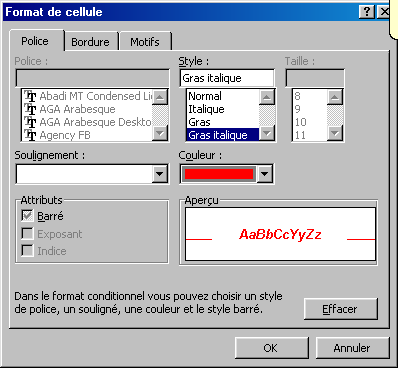 Format de cellule
Police
Bordure
Motifs
Police :
Style :
Taille :
Gras italique
Abadi MT Condensed Li
AGA Arabesque
AGA Arabesque Deskto
Agency FB
Normal
Italique
Gras
Gras italique
8
9
10
11
Soulignement :
Couleur :
Attributs
Barré
Exposant
Indice
Aperçu
AaBbCcYyZz
Dans le format conditionnel vous pouvez choisir un style
de police, un souligné, une couleur et le style barré.
Effacer
OK
Annuler